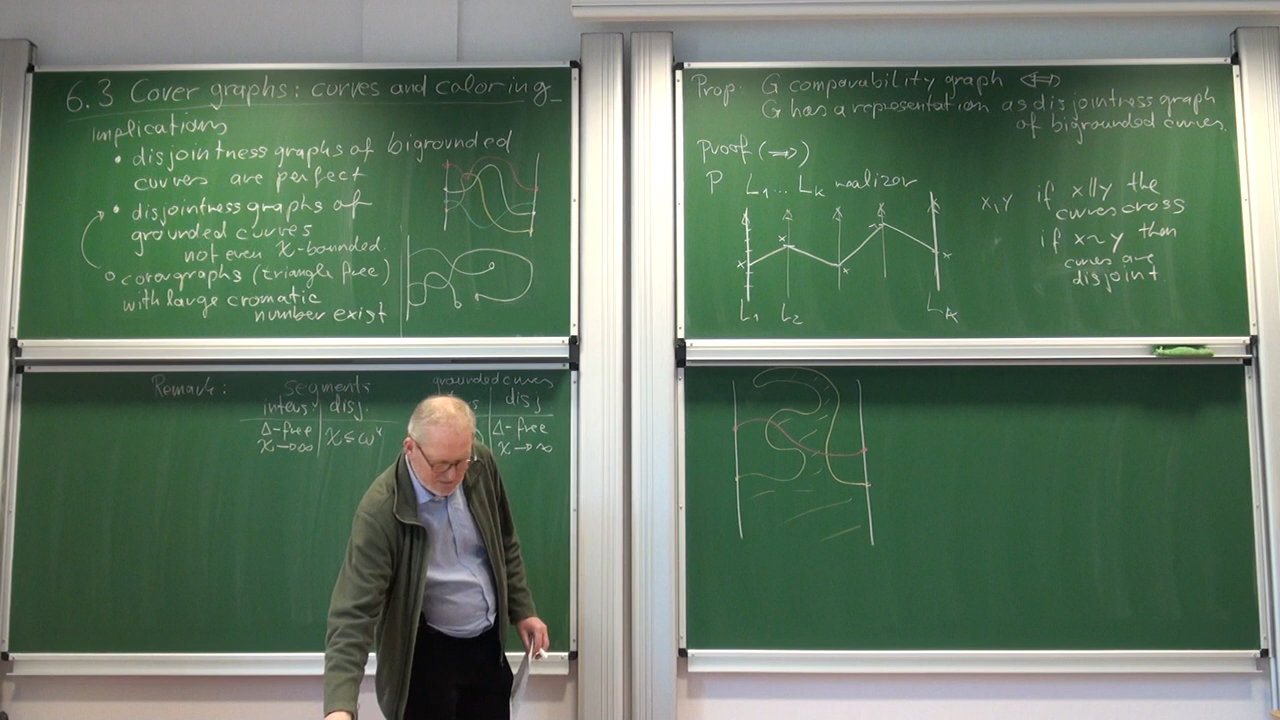 6.3 Cover graphs: curves and coloring
Implications
• disjointness graphs of bigrounded
curves are perfect
• disjointness graphs of
grounded curves
not even χ-bounded.
cover graphs (triangle free)
with large cromatic
number exist
Prop: G comparability graph ⟺
G has a representation as disjointness graph
of bigrounded curves.
Proof (⟹)
P L₁ ... Lₖ realizer
x x x x
L₁ L₂ Lₖ
x, y if x||y the
curves cross
if x~y then
curves are
disjoint.
Remark: segments grounded curves
inters disj. disj
Δ-free χ ≤ ω⁴ Δ-free
χ → ∞ χ → ∞